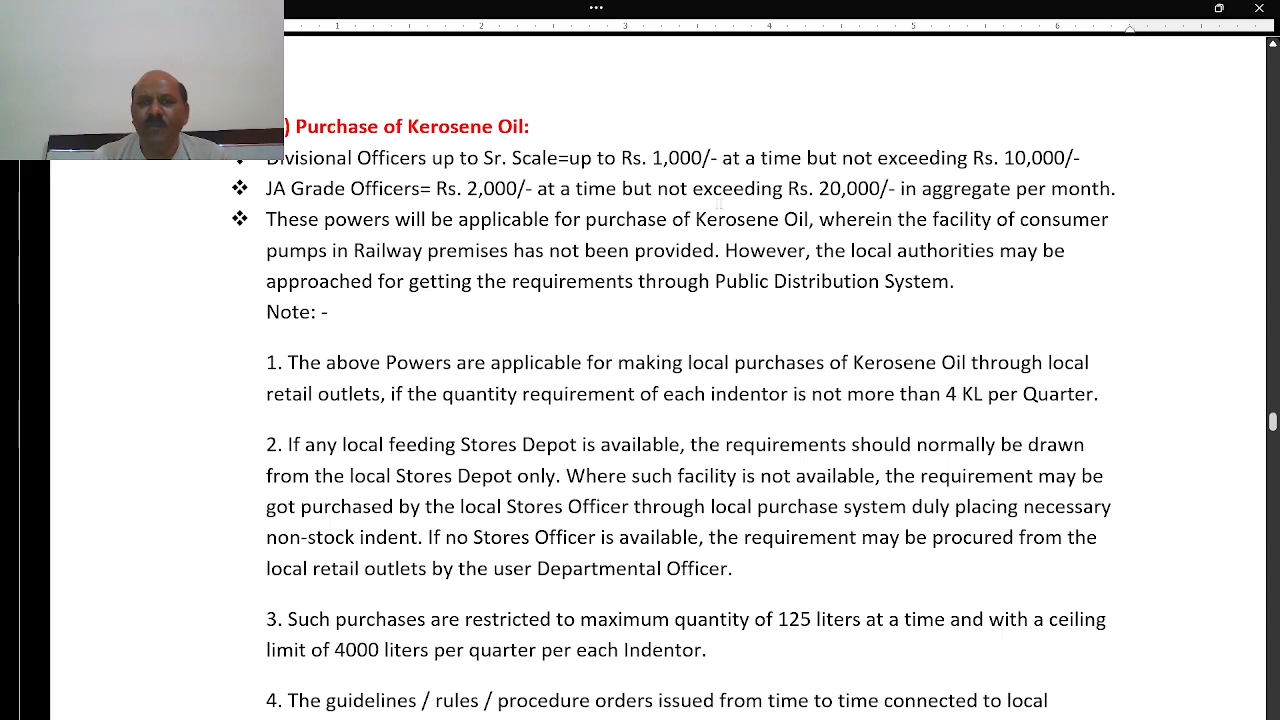 1 2 3 4 5 6
) Purchase of Kerosene Oil:
❖ Divisional Officers up to Sr. Scale=up to Rs. 1,000/- at a time but not exceeding Rs. 10,000/-
❖ JA Grade Officers= Rs. 2,000/- at a time but not exceeding Rs. 20,000/- in aggregate per month.
❖ These powers will be applicable for purchase of Kerosene Oil, wherein the facility of consumer
pumps in Railway premises has not been provided. However, the local authorities may be
approached for getting the requirements through Public Distribution System.
Note: -
1. The above Powers are applicable for making local purchases of Kerosene Oil through local
retail outlets, if the quantity requirement of each indentor is not more than 4 KL per Quarter.
2. If any local feeding Stores Depot is available, the requirements should normally be drawn
from the local Stores Depot only. Where such facility is not available, the requirement may be
got purchased by the local Stores Officer through local purchase system duly placing necessary
non-stock indent. If no Stores Officer is available, the requirement may be procured from the
local retail outlets by the user Departmental Officer.
3. Such purchases are restricted to maximum quantity of 125 liters at a time and with a ceiling
limit of 4000 liters per quarter per each Indentor.
4. The guidelines / rules / procedure orders issued from time to time connected to local